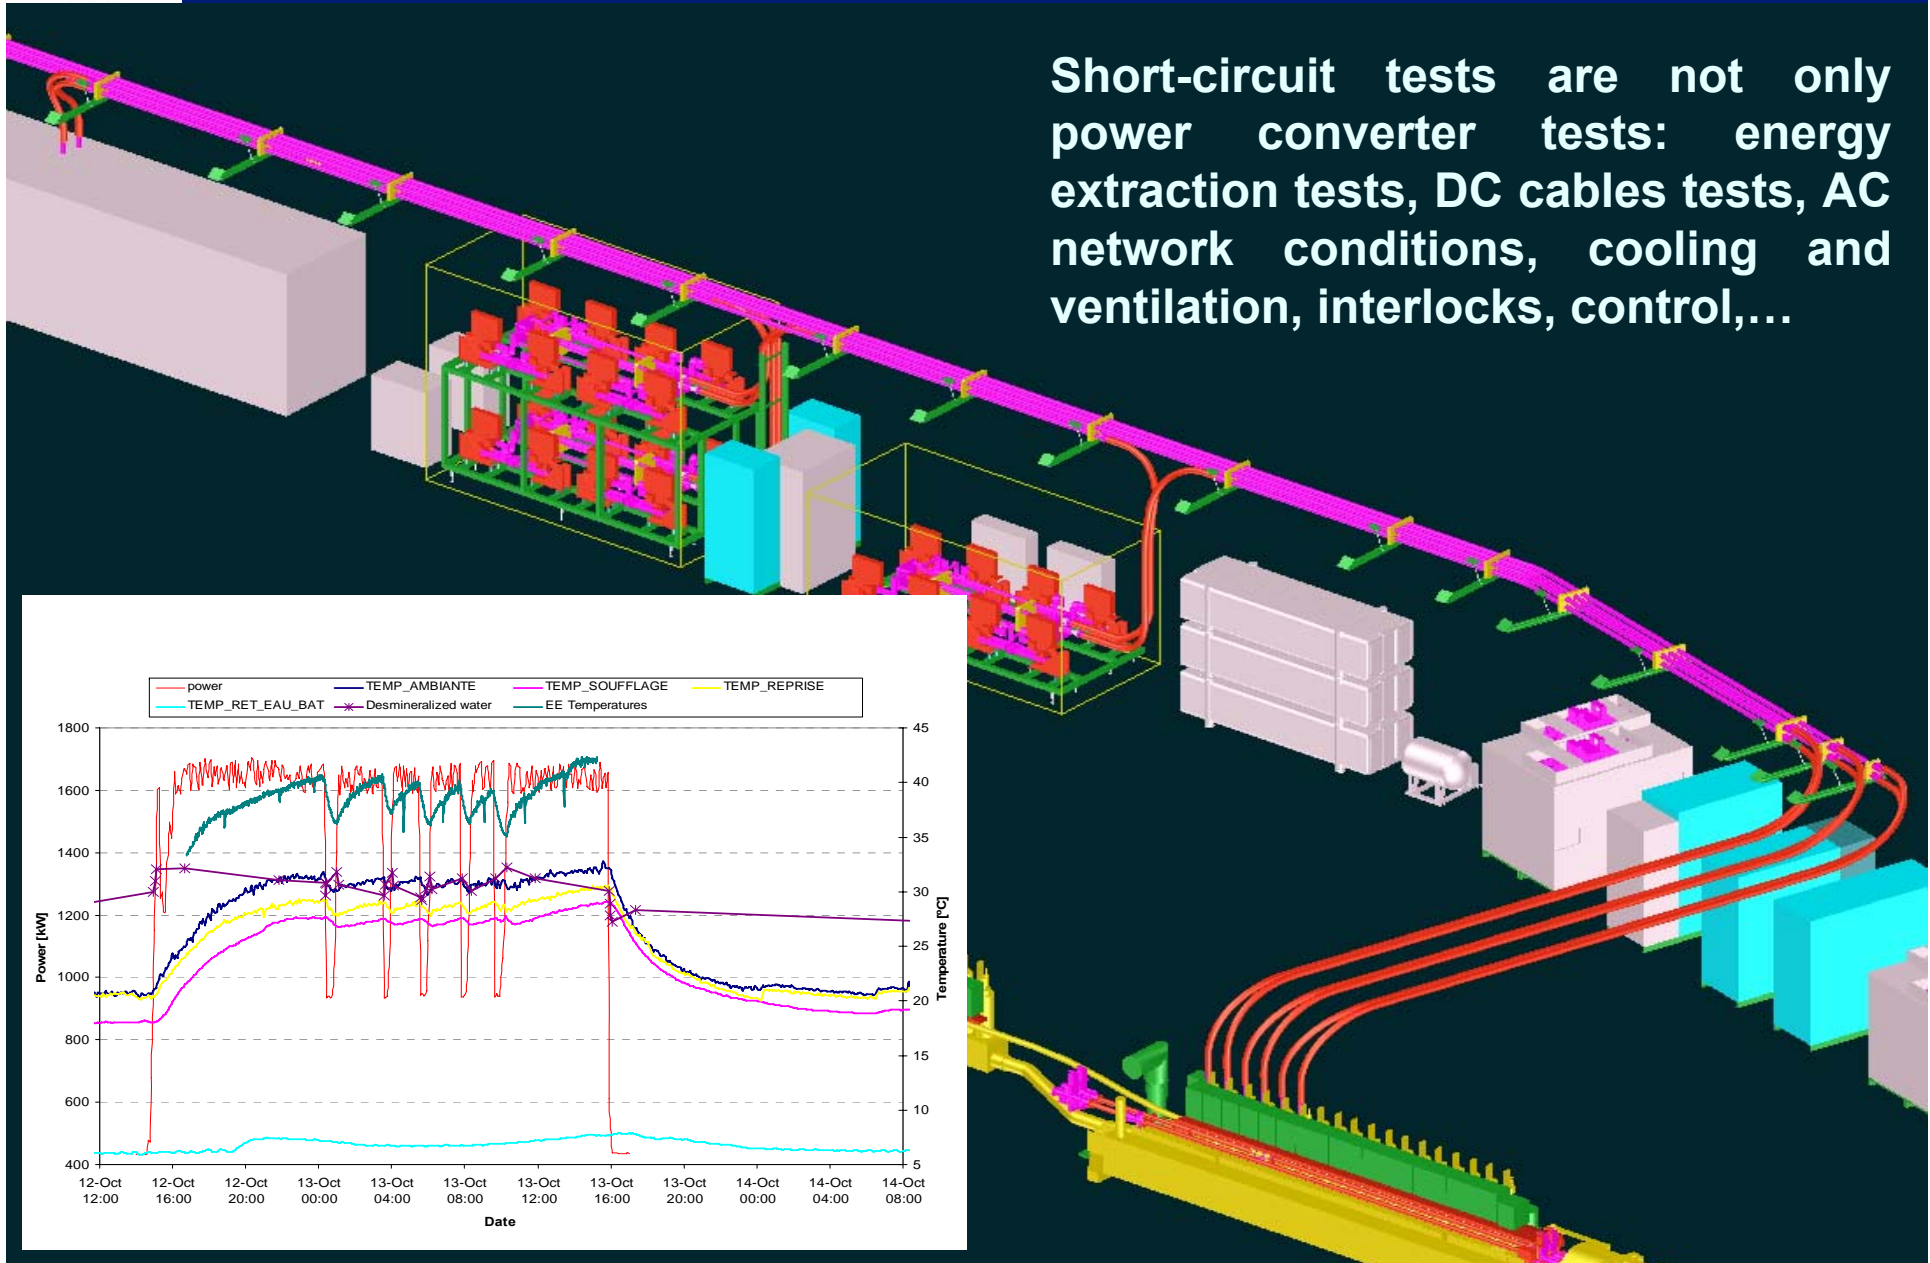 Short-circuit tests are not only
power converter tests: energy
extraction tests, DC cables tests, AC
network conditions, cooling and
ventilation, interlocks, control,…
power TEMP_AMBIANTE TEMP_SOUFFLAGE TEMP_REPRISE
TEMP_RET_EAU_BAT Desmineralized water EE Temperatures
1800
1600
1400
1200
1000
800
600
400
Power [kW]
45
40
35
30
25
20
15
10
5
Temperature [ºC]
12-Oct 12-Oct 12-Oct 13-Oct 13-Oct 13-Oct 13-Oct 13-Oct 13-Oct 14-Oct 14-Oct 14-Oct
12:00 16:00 20:00 00:00 04:00 08:00 12:00 16:00 20:00 00:00 04:00 08:00
Date